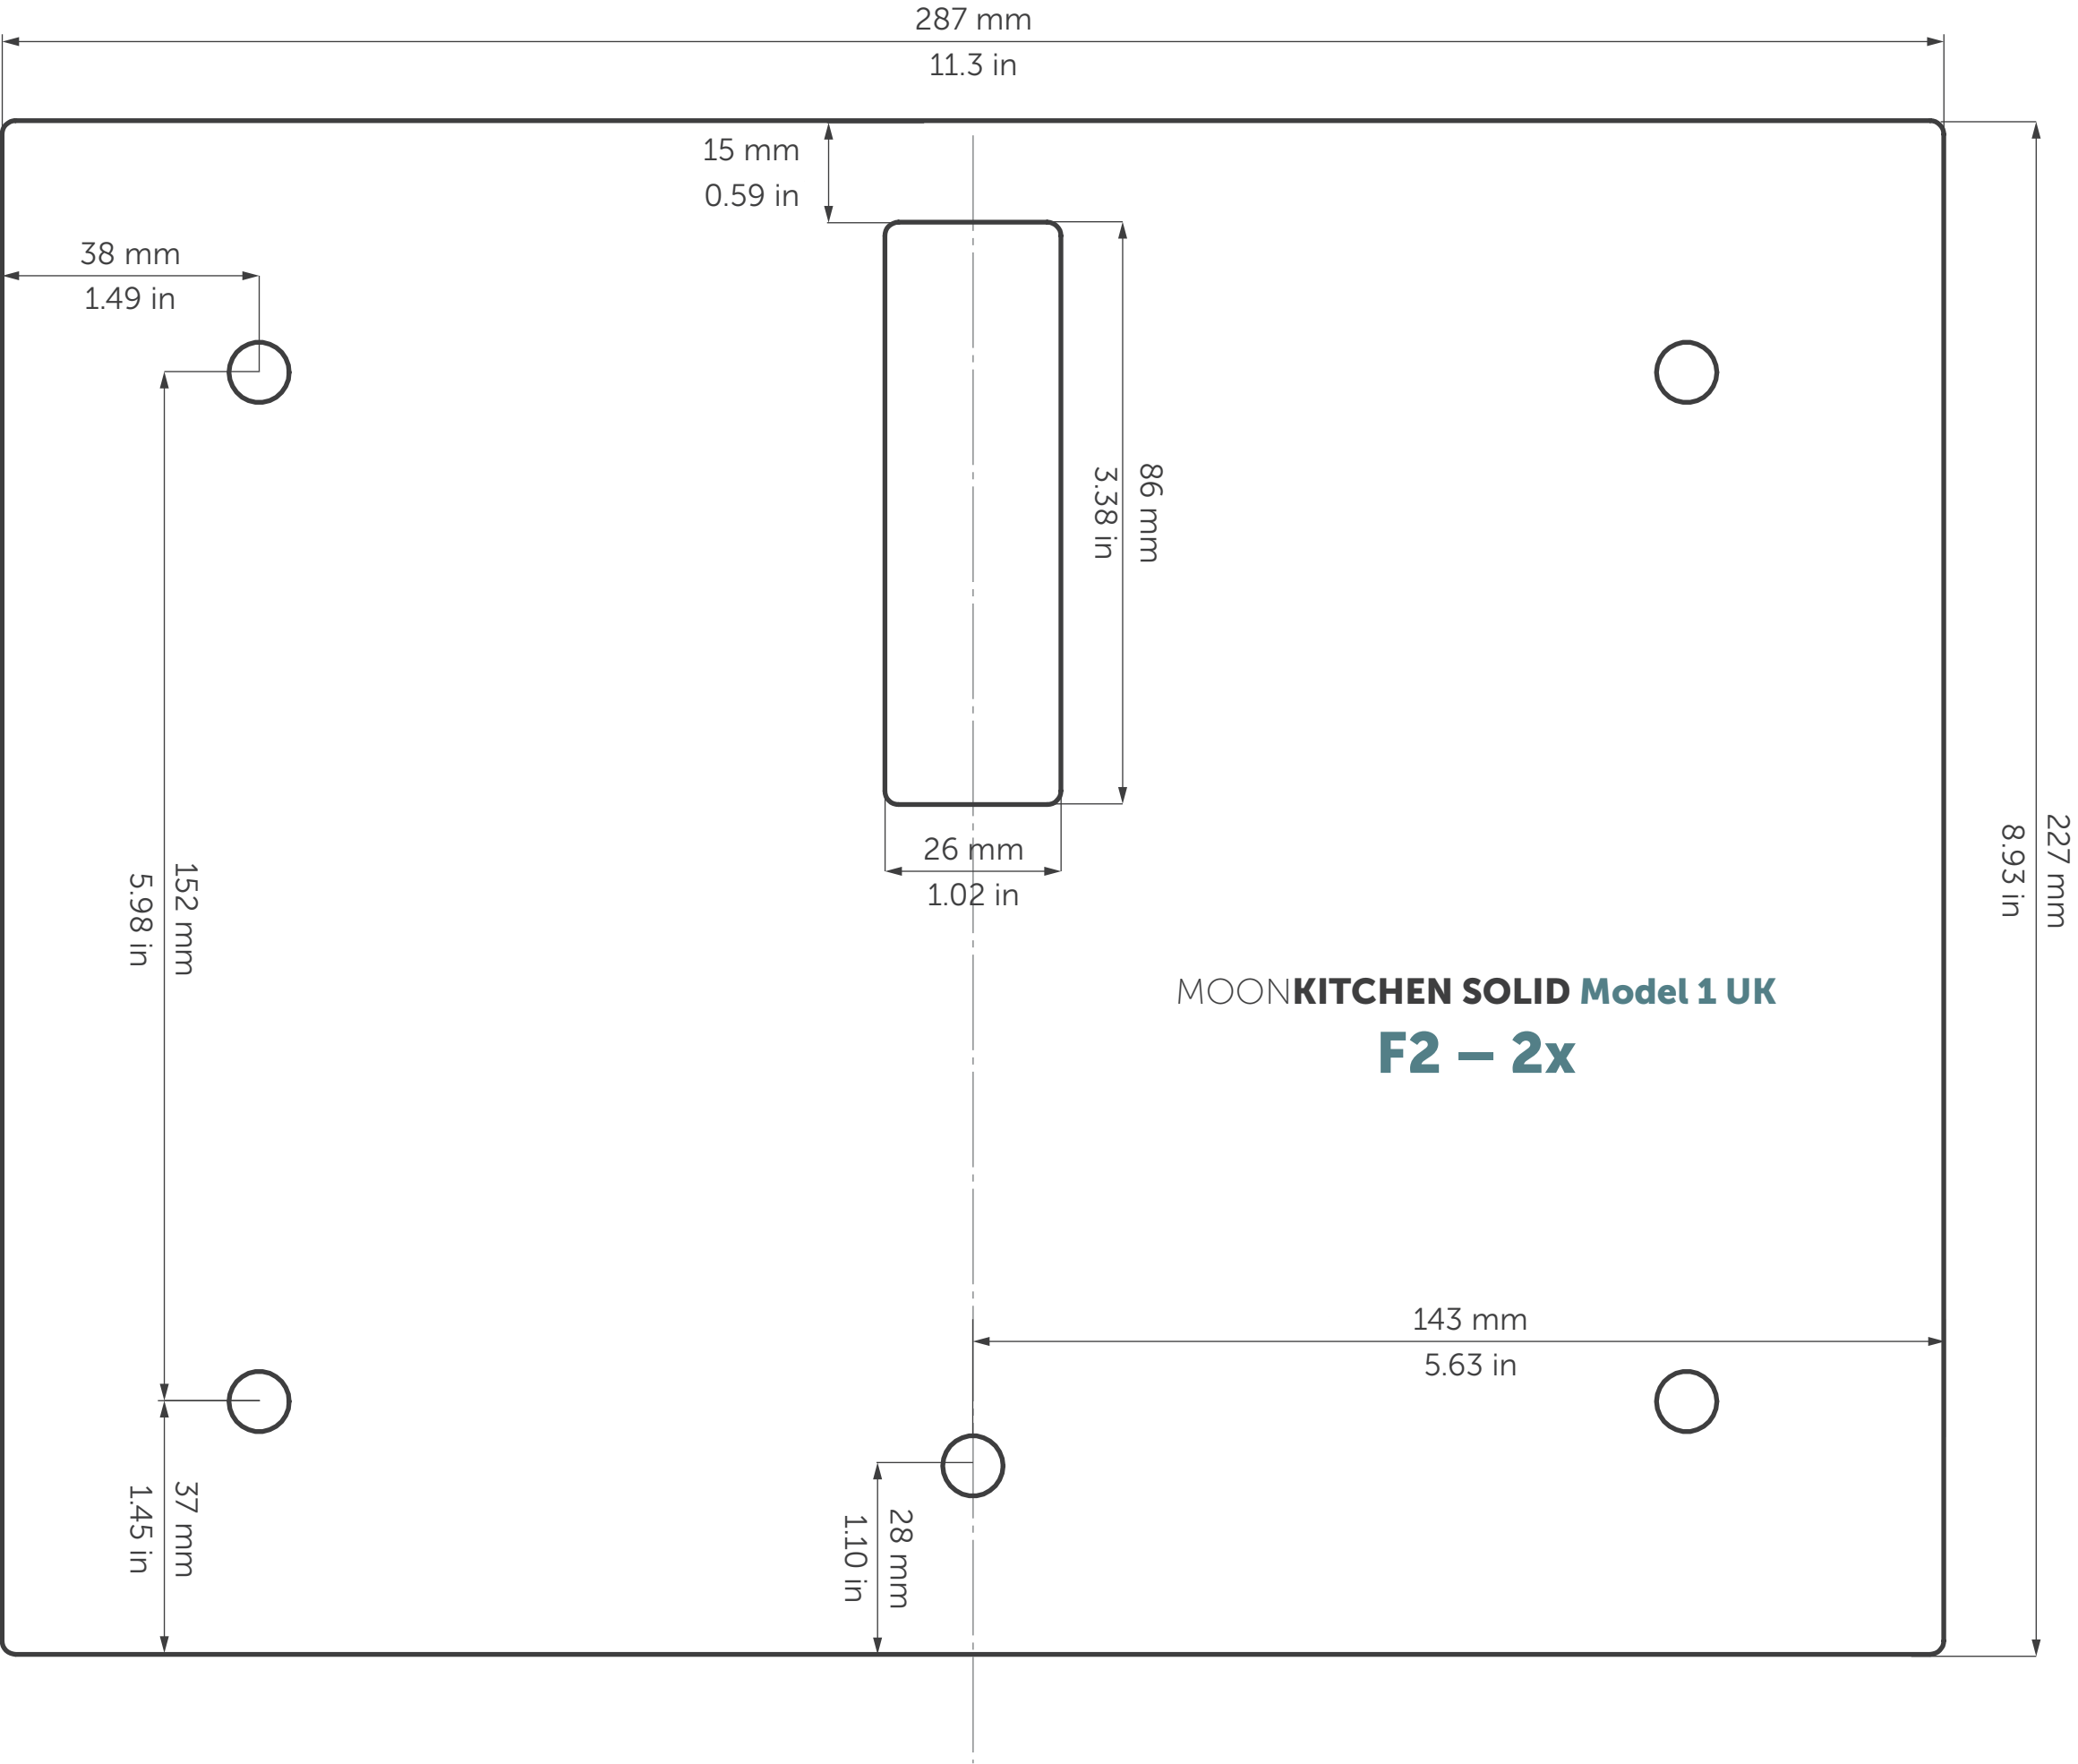 287 mm
11.3 in
15 mm
0.59 in
38 mm
1.49 in
86 mm
3.38 in
26 mm
1.02 in
227 mm
8.93 in
152 mm
5.98 in
MOONKITCHEN SOLID Model 1 UK
F2 – 2x
143 mm
5.63 in
37 mm
1.45 in
28 mm
1.10 in